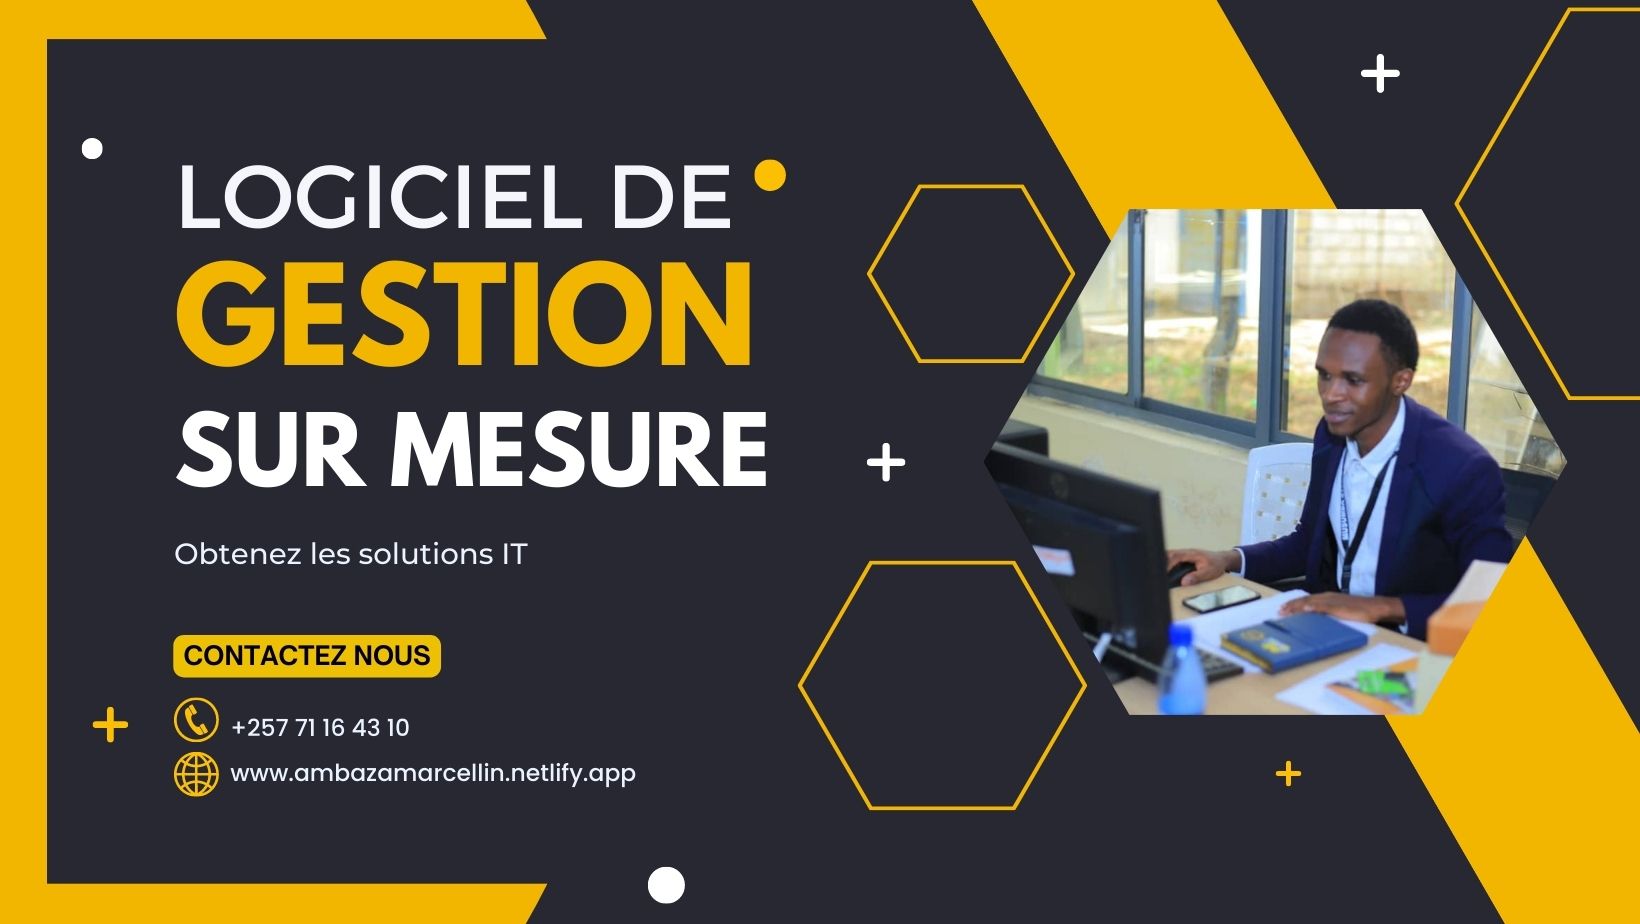 LOGICIEL DE
GESTION
SUR MESURE
Obtenez les solutions IT
CONTACTEZ NOUS
+257 71 16 43 10
www.ambazamarcellin.netlify.app